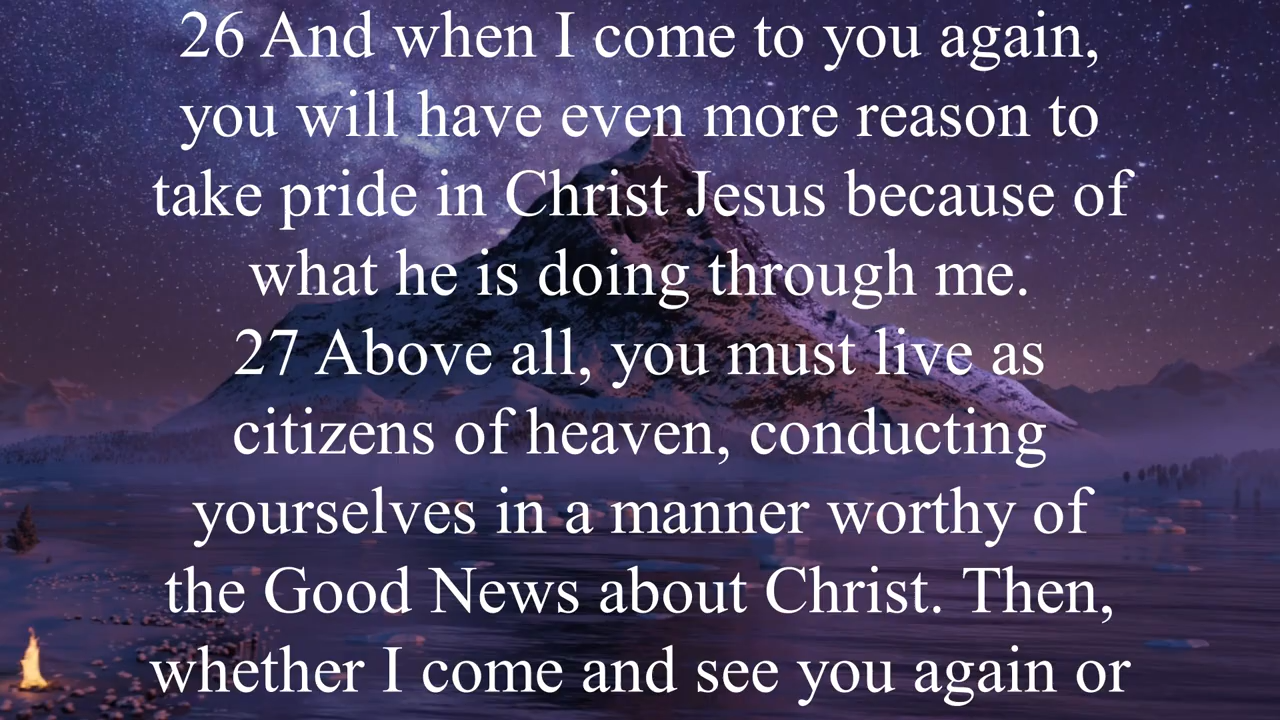 26 And when I come to you again,
you will have even more reason to
take pride in Christ Jesus because of
what he is doing through me.
27 Above all, you must live as
citizens of heaven, conducting
yourselves in a manner worthy of
the Good News about Christ. Then,
whether I come and see you again or